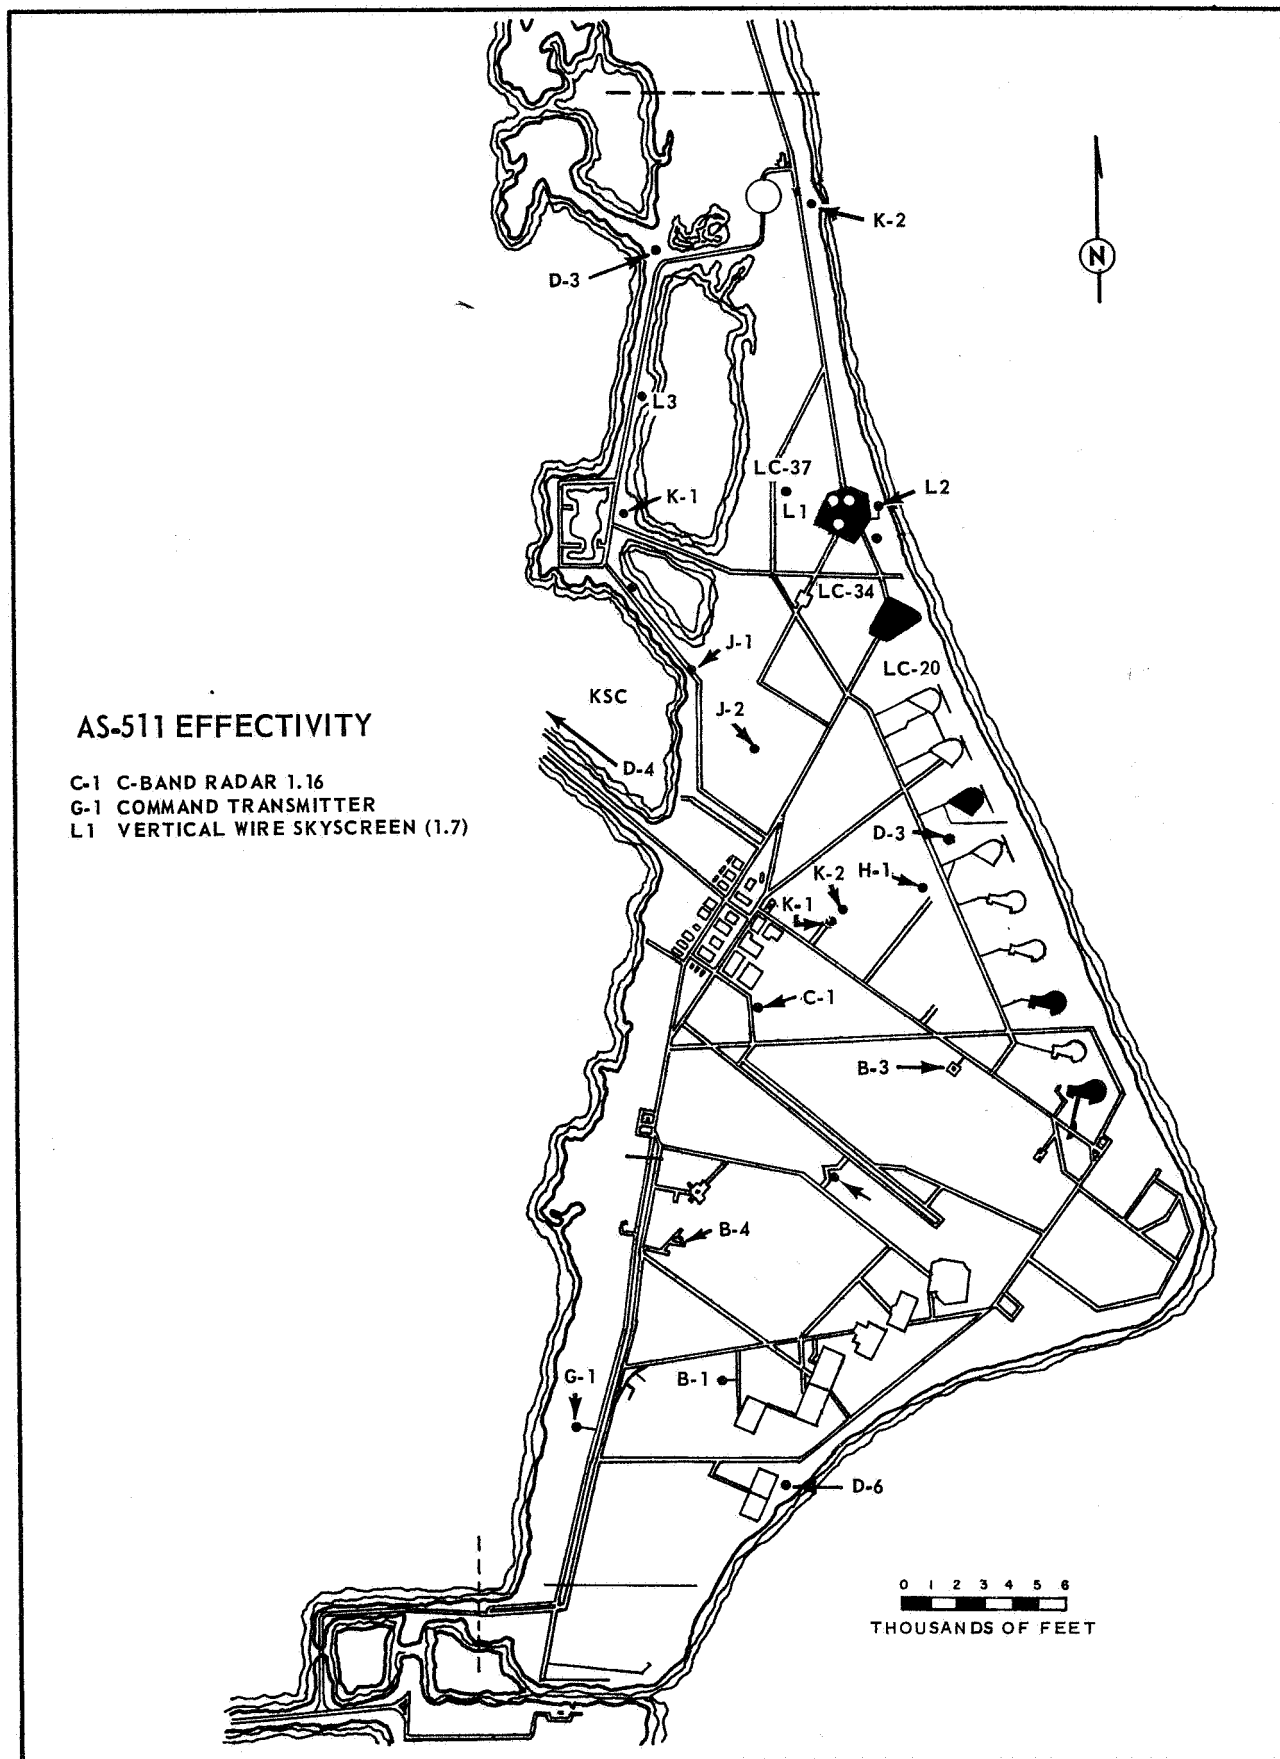 K-2
N
D-3
L3
LC-37
K-1
L1
L2
LC-34
J-1
LC-20
KSC
J-2
AS-511 EFFECTIVITY
D-4
C-1 C-BAND RADAR 1.16
G-1 COMMAND TRANSMITTER
L1 VERTICAL WIRE SKYSCREEN (1.7)
D-3
K-2
H-1
K-1
C-1
B-3
B-4
G-1
B-1
D-6
0 1 2 3 4 5 6
THOUSANDS OF FEET